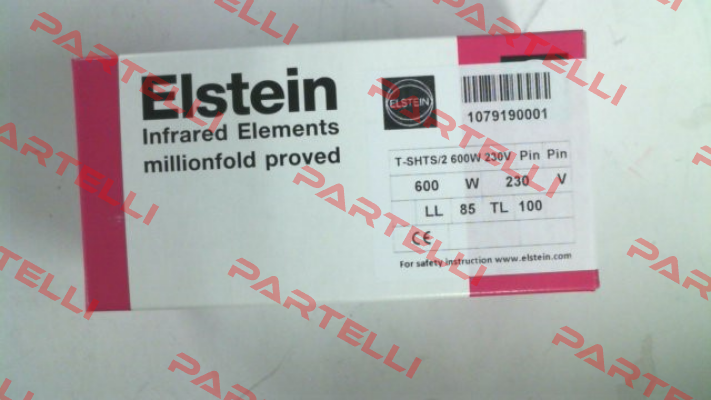 Elstein
Infrared Elements
millionfold proved
ELSTEIN
1079190001
T-SHTS/2 600W 230V Pin Pin
600 W 230 V
LL 85 TL 100
CE
For safety instruction www.elstein.com
PARTELLI
PARTELLI
PARTELLI
PARTELLI
PARTELLI
PARTELLI
PARTELLI
PARTELLI
PARTELLI